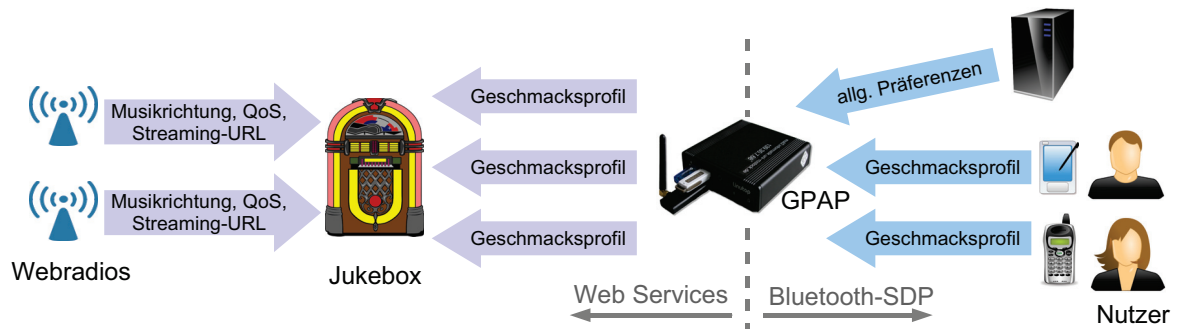 Musikrichtung, QoS,
Streaming-URL
Musikrichtung, QoS,
Streaming-URL
Webradios
Jukebox
Geschmacksprofil
Geschmacksprofil
Geschmacksprofil
GPAP
allg. Präferenzen
Geschmacksprofil
Geschmacksprofil
Nutzer
Web Services
Bluetooth-SDP